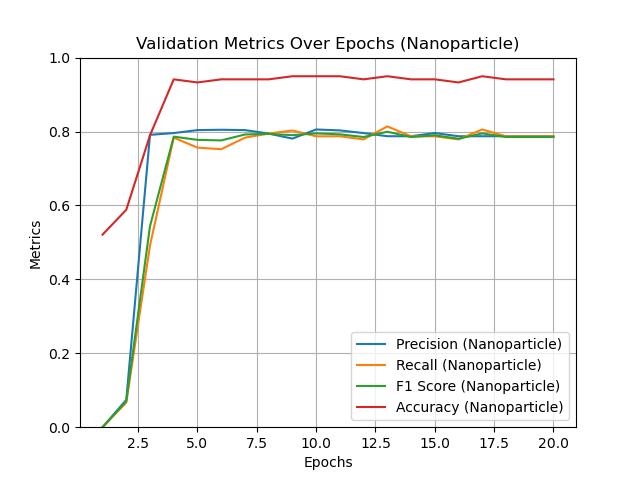 Validation Metrics Over Epochs (Nanoparticle)
1.0
0.8
0.6
0.4
0.2
0.0
Metrics
Precision (Nanoparticle)
Recall (Nanoparticle)
F1 Score (Nanoparticle)
Accuracy (Nanoparticle)
2.5 5.0 7.5 10.0 12.5 15.0 17.5 20.0
Epochs